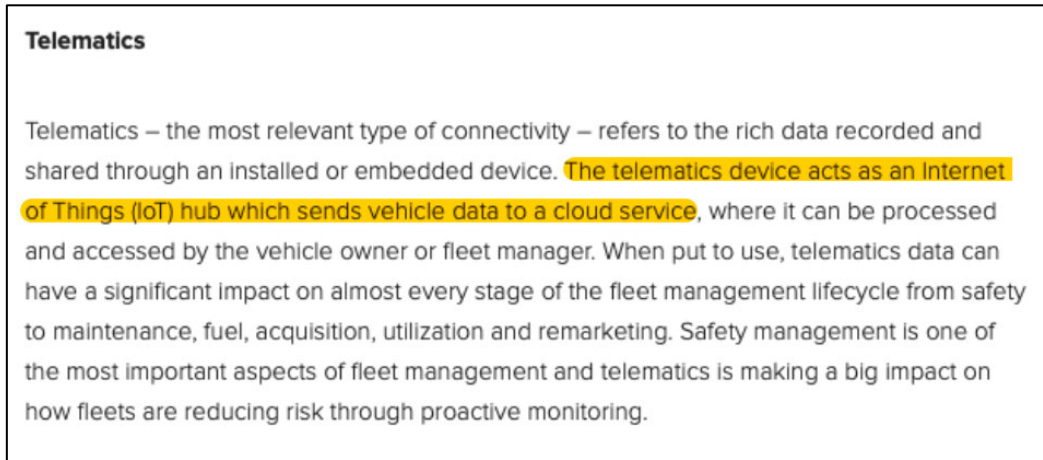 Telematics
Telematics – the most relevant type of connectivity – refers to the rich data recorded and
shared through an installed or embedded device. The telematics device acts as an Internet
of Things (IoT) hub which sends vehicle data to a cloud service, where it can be processed
and accessed by the vehicle owner or fleet manager. When put to use, telematics data can
have a significant impact on almost every stage of the fleet management lifecycle from safety
to maintenance, fuel, acquisition, utilization and remarketing. Safety management is one of
the most important aspects of fleet management and telematics is making a big impact on
how fleets are reducing risk through proactive monitoring.